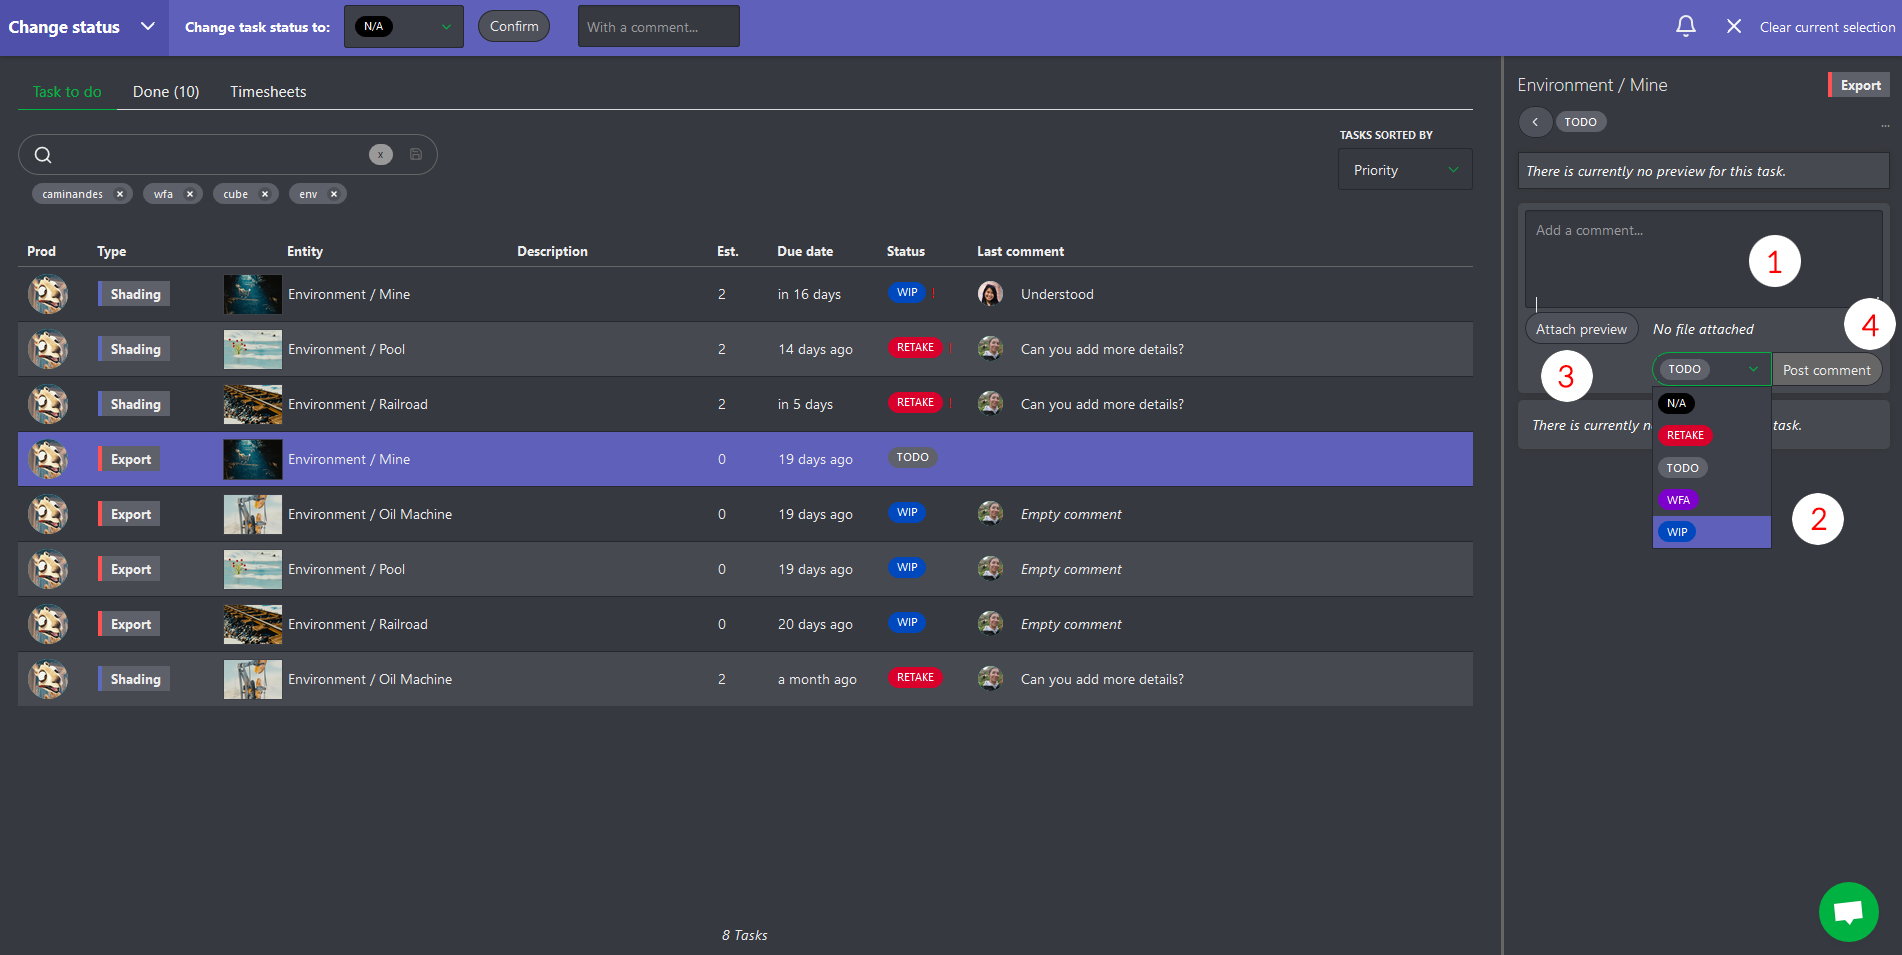 Change status
Change task status to: N/A Confirm With a comment...
Clear current selection
Task to do Done (10) Timesheets
x
caminandes × wfa × cube × env ×
TASKS SORTED BY
Priority
Prod Type Entity Description Est. Due date Status Last comment
Shading Environment / Mine 2 in 16 days WIP ! Understood
Shading Environment / Pool 2 14 days ago RETAKE ! Can you add more details?
Shading Environment / Railroad 2 in 5 days RETAKE ! Can you add more details?
Export Environment / Mine 0 19 days ago TODO
Export Environment / Oil Machine 0 19 days ago WIP Empty comment
Export Environment / Pool 0 19 days ago WIP Empty comment
Export Environment / Railroad 0 20 days ago WIP Empty comment
Shading Environment / Oil Machine 2 a month ago RETAKE Can you add more details?
8 Tasks
Environment / Mine Export
TODO ...
There is currently no preview for this task.
Add a comment...
1
Attach preview No file attached 4
3 TODO Post comment
N/A
There is currently n task.
RETAKE
TODO
WFA
WIP 2